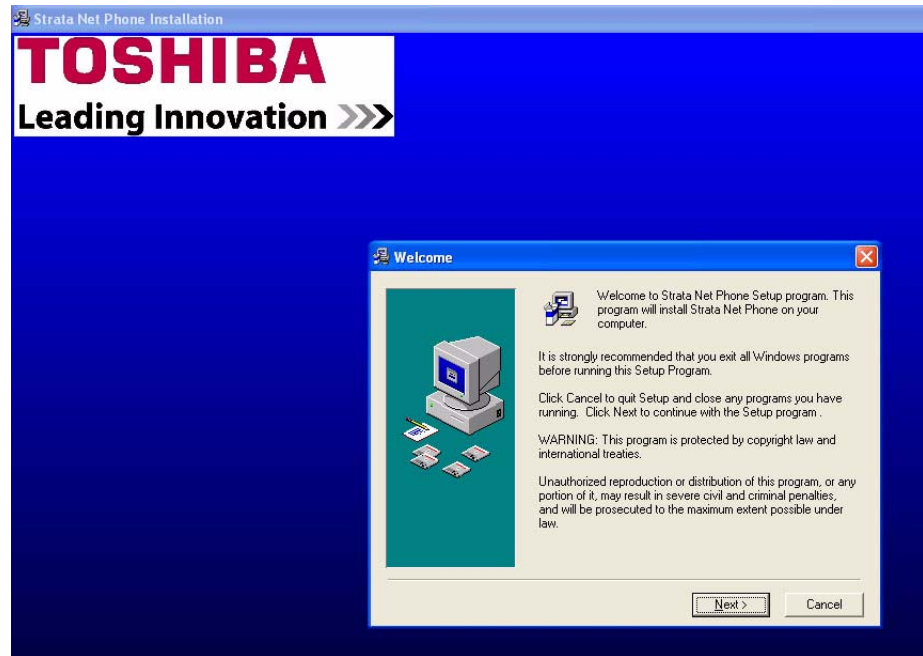 Strata Net Phone Installation
TOSHIBA
Leading Innovation >>>
Welcome
Welcome to Strata Net Phone Setup program. This
program will install Strata Net Phone on your
computer.
It is strongly recommended that you exit all Windows programs
before running this Setup Program.
Click Cancel to quit Setup and close any programs you have
running. Click Next to continue with the Setup program .
WARNING: This program is protected by copyright law and
international treaties.
Unauthorized reproduction or distribution of this program, or any
portion of it, may result in severe civil and criminal penalties,
and will be prosecuted to the maximum extent possible under
law.
Next >
Cancel